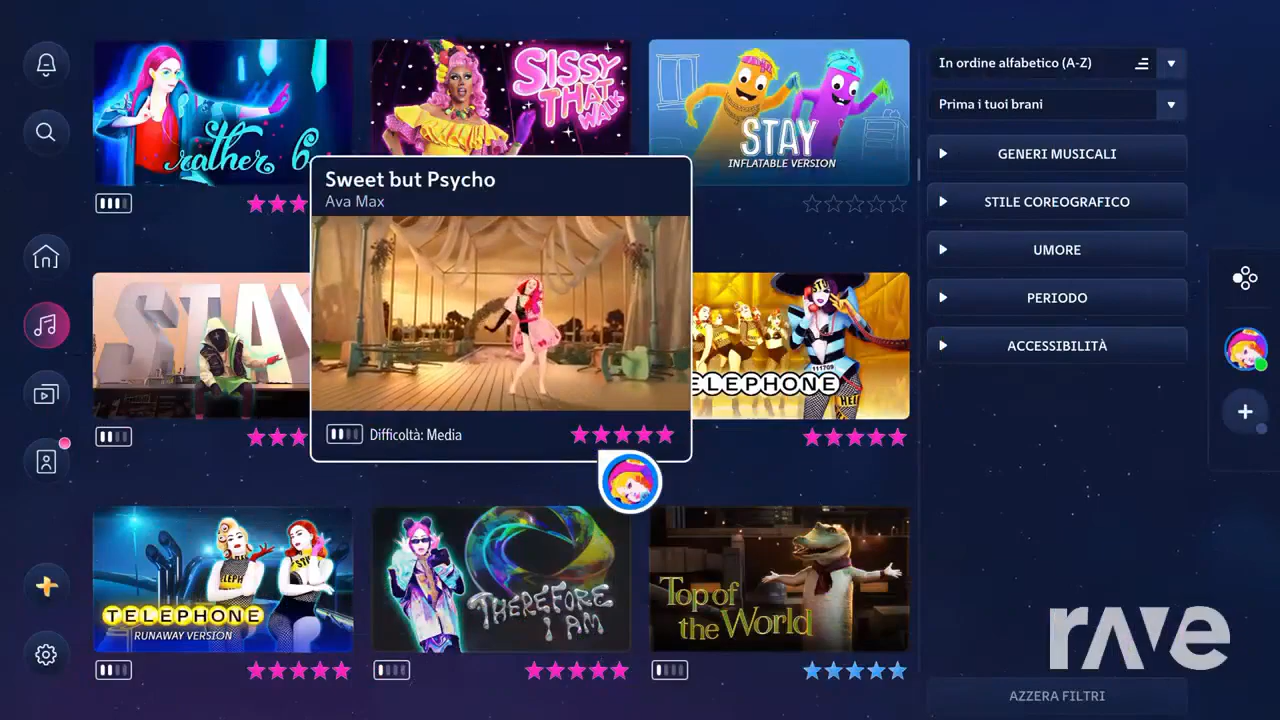 rather b
SISSY
THAT
WALK
STAY
INFLATABLE VERSION
In ordine alfabetico (A-Z)
Prima i tuoi brani
GENERI MUSICALI
STILE COREOGRAFICO
UMORE
PERIODO
ACCESSIBILITÀ
Sweet but Psycho
Ava Max
Difficoltà: Media
STAY
ELEPHONE
111709
TELEPHONE
RUNAWAY VERSION
THEREFORE
I AM
Top of
the World
rave
AZZERA FILTRI